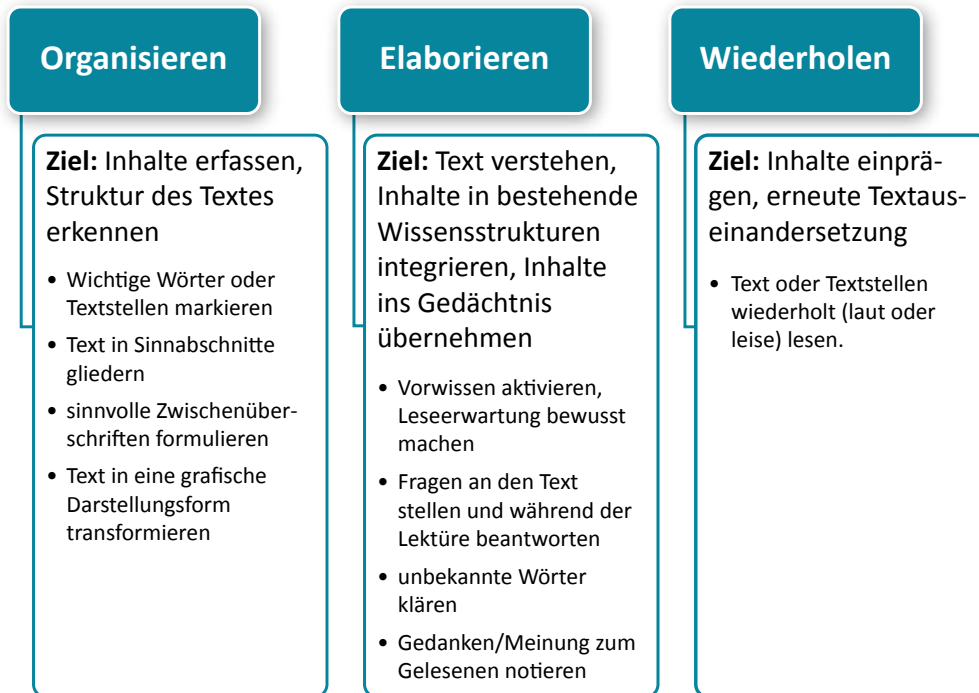 Organisieren
Ziel: Inhalte erfassen,
Struktur des Textes
erkennen
• Wichtige Wörter oder
Textstellen markieren
• Text in Sinnabschnitte
gliedern
• sinnvolle Zwischenüber-
schriften formulieren
• Text in eine grafische
Darstellungsform
transformieren
Elaborieren
Ziel: Text verstehen,
Inhalte in bestehende
Wissensstrukturen
integrieren, Inhalte
ins Gedächtnis
übernehmen
• Vorwissen aktivieren,
Leseerwartung bewusst
machen
• Fragen an den Text
stellen und während der
Lektüre beantworten
• unbekannte Wörter
klären
• Gedanken/Meinung zum
Gelesenen notieren
Wiederholen
Ziel: Inhalte einprä-
gen, erneute Textaus-
einandersetzung
• Text oder Textstellen
wiederholt (laut oder
leise) lesen.